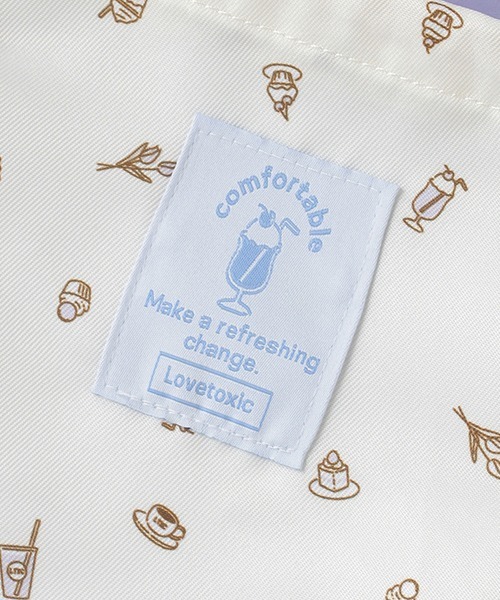 comfortable
Make a refreshing
change.
Lovetoxic